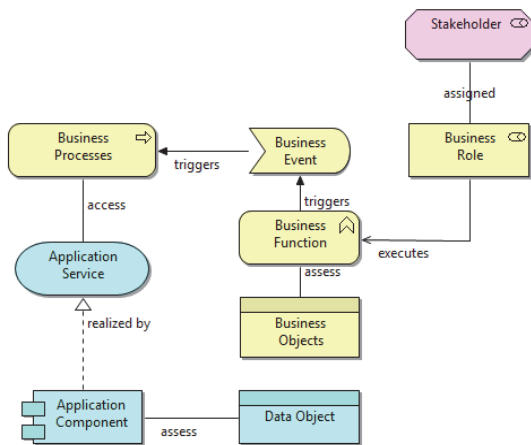 Stakeholder
assigned
Business
Role
Business
Processes
triggers
Business
Event
triggers
access
Business
Function
executes
assess
Application
Service
Business
Objects
realized by
Application
Component
assess
Data Object